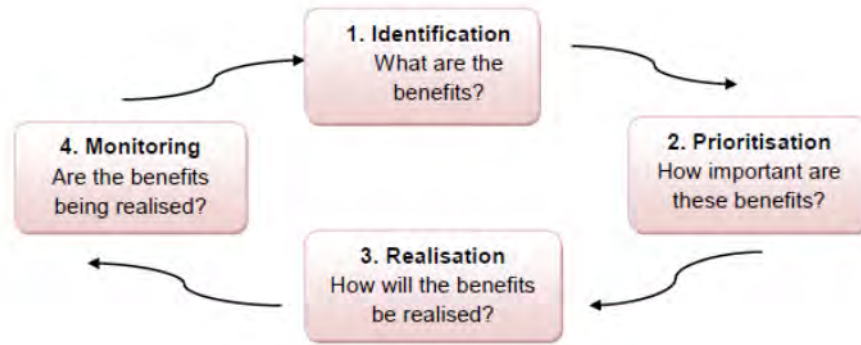 1. Identification
What are the
benefits?
2. Prioritisation
How important are
these benefits?
3. Realisation
How will the benefits
be realised?
4. Monitoring
Are the benefits
being realised?